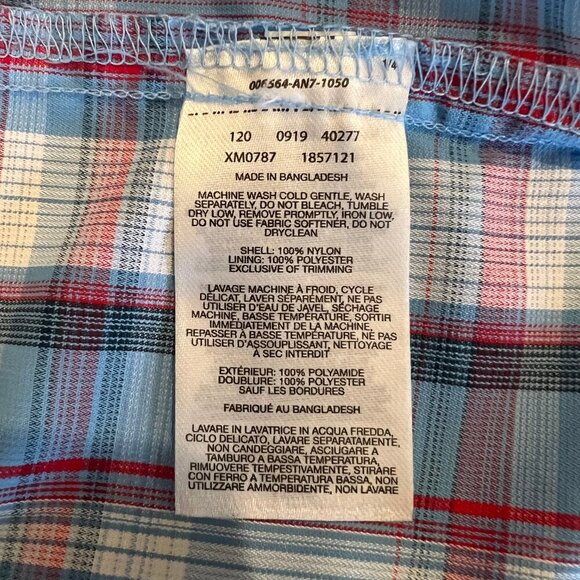 1/4
006564-AN7-1050
120 0919 40277
XM0787 1857121
MADE IN BANGLADESH
MACHINE WASH COLD GENTLE, WASH
SEPARATELY, DO NOT BLEACH, TUMBLE
DRY LOW, REMOVE PROMPTLY, IRON LOW.
DO NOT USE FABRIC SOFTENER, DO NOT
DRYCLEAN
SHELL: 100% NYLON
LINING: 100% POLYESTER
EXCLUSIVE OF TRIMMING
LAVAGE MACHINE À FROID, CYCLE
DÉLICAT, LAVER SÉPARÉMENT, NE PAS
UTILISER D'EAU DE JAVEL, SÉCHAGE
MACHINE, BASSE TEMPÉRATURE, SORTIR
IMMÉDIATEMENT DE LA MACHINE,
REPASSER À BASSE TEMPÉRATURE, NE PAS
UTILISER D'ASSOUPLISSANT, NETTOYAGE
A SEC INTERDIT
EXTÉRIEUR: 100% POLYAMIDE
DOUBLURE: 100% POLYESTER
SAUF LES BORDURES
FABRIQUÉ AU BANGLADESH
LAVARE IN LAVATRICE IN ACQUA FREDDA,
CICLO DELICATO, LAVARE SEPARATAMENTE,
NON CANDEGGIARE, ASCIUGARE A
TAMBURO A BASSA TEMPERATURA,
RIMUOVERE TEMPESTIVAMENTE, STIRARE
CON FERRO A TEMPERATURA BASSA, NON
UTILIZZARE AMMORBIDENTE, NON LAVARE